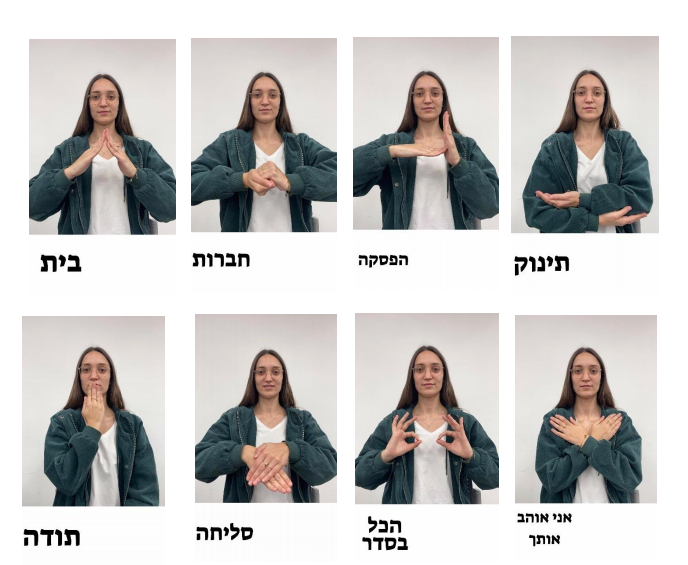 תינוק
הפסקה
חברות
בית
אני אוהב
אותך
הכל
בסדר
סליחה
תודה